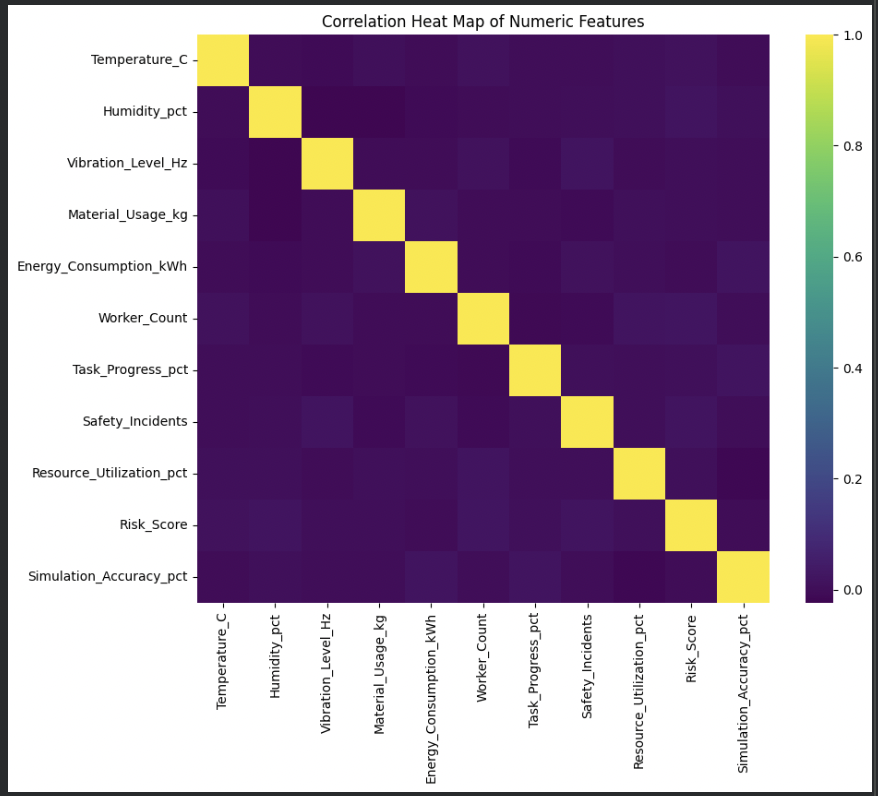 Correlation Heat Map of Numeric Features
Temperature_C
Humidity_pct
Vibration_Level_Hz
Material_Usage_kg
Energy_Consumption_kWh
Worker_Count
Task_Progress_pct
Safety_Incidents
Resource_Utilization_pct
Risk_Score
Simulation_Accuracy_pct
Temperature_C
Humidity_pct
Vibration_Level_Hz
Material_Usage_kg
Energy_Consumption_kWh
Worker_Count
Task_Progress_pct
Safety_Incidents
Resource_Utilization_pct
Risk_Score
Simulation_Accuracy_pct
1.0
0.8
0.6
0.4
0.2
0.0